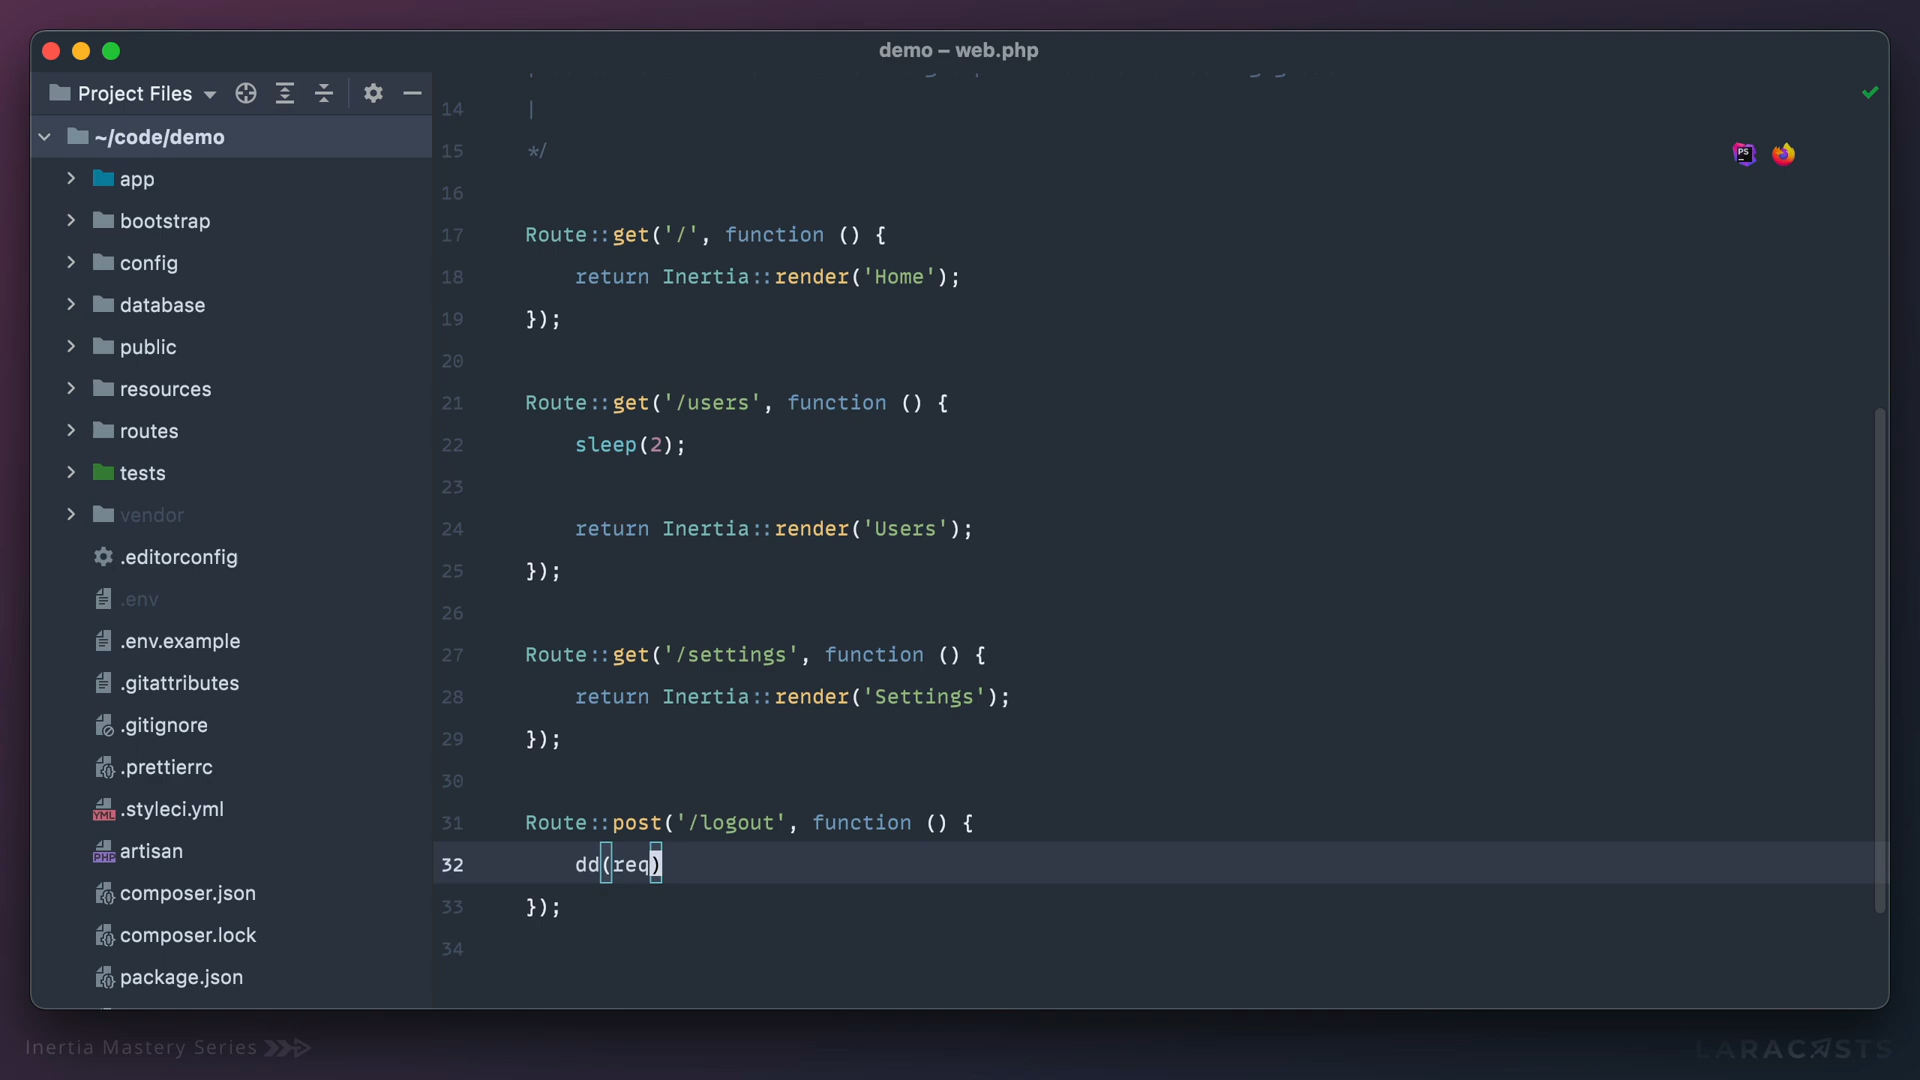 demo – web.php
Project Files
~/code/demo
app
bootstrap
config
database
public
resources
routes
tests
vendor
.editorconfig
.env
.env.example
.gitattributes
.gitignore
.prettierrc
.styleci.yml
artisan
composer.json
composer.lock
package.json
14 |
15 */
16
17 Route::get('/', function () {
18 return Inertia::render('Home');
19 });
20
21 Route::get('/users', function () {
22 sleep(2);
23
24 return Inertia::render('Users');
25 });
26
27 Route::get('/settings', function () {
28 return Inertia::render('Settings');
29 });
30
31 Route::post('/logout', function () {
32 dd(req)
33 });
34
PS
YML
PHP
Inertia Mastery Series
LARACASTS